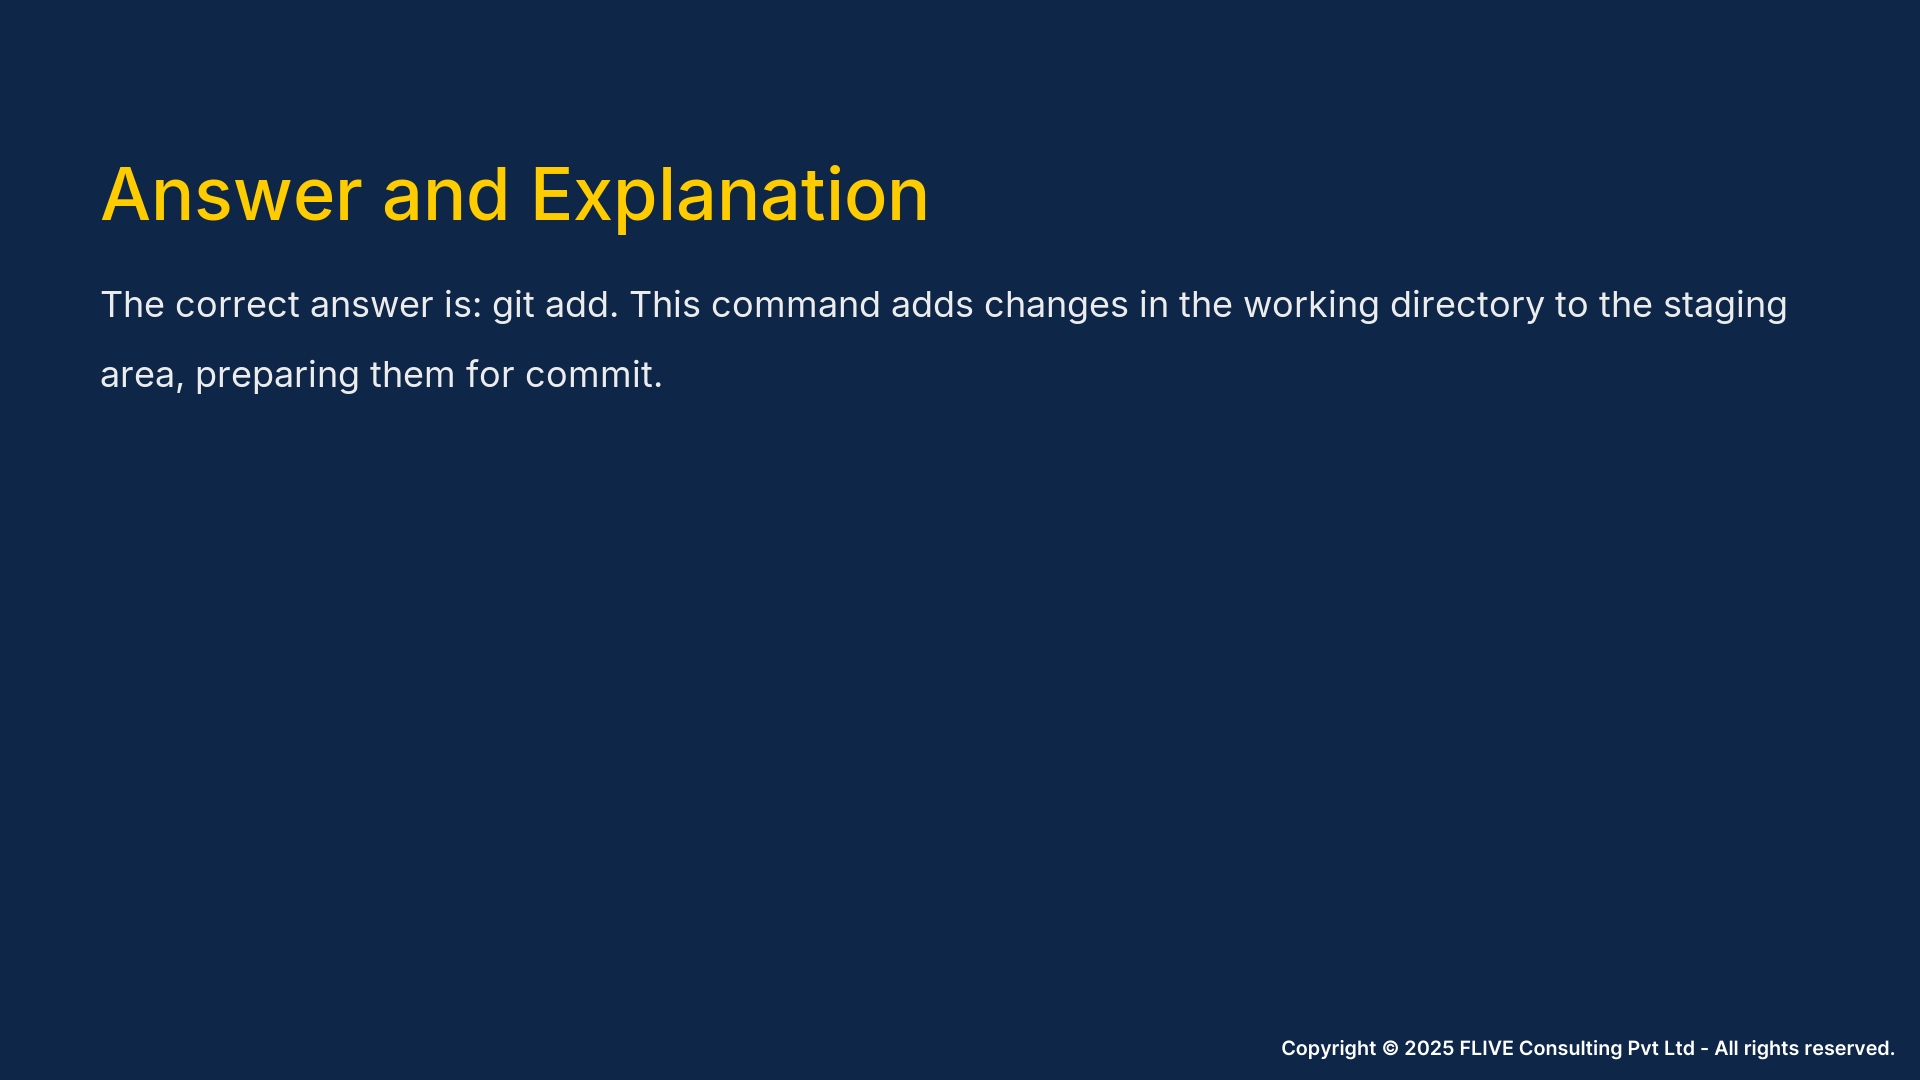 Answer and Explanation
The correct answer is: git add. This command adds changes in the working directory to the staging
area, preparing them for commit.
Copyright © 2025 FLIVE Consulting Pvt Ltd - All rights reserved.